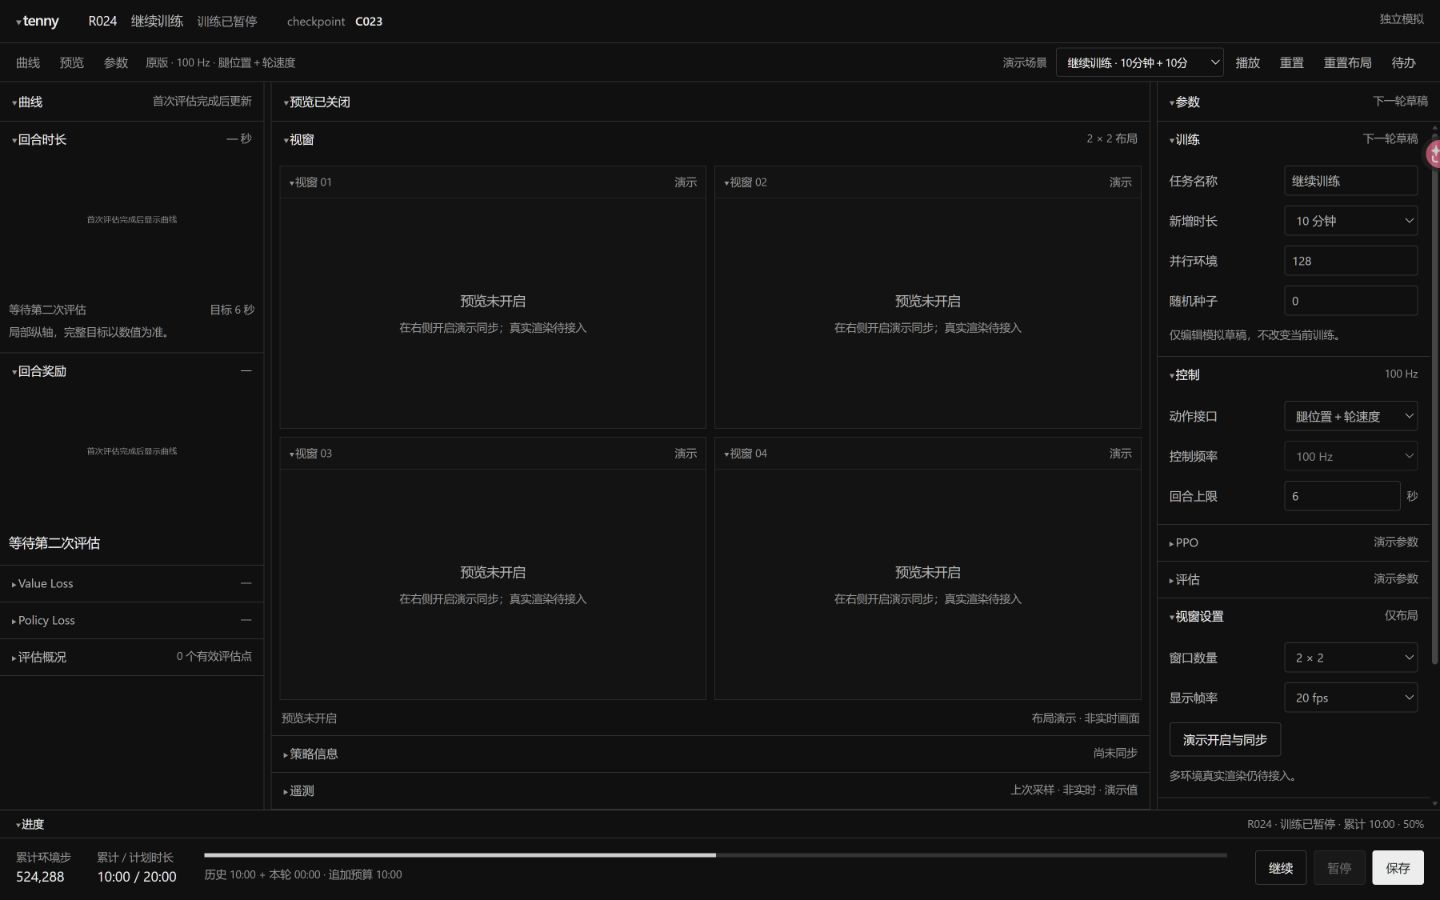 tenny R024 继续训练 训练已暂停 checkpoint C023 独立模拟
曲线 预览 参数 原版 · 100 Hz · 腿位置 + 轮速度 演示场景 继续训练 · 10分钟 + 10分 播放 重置 重置布局 待办
曲线 首次评估完成后更新
回合时长 — 秒
首次评估完成后显示曲线
等待第二次评估 目标 6 秒
局部纵轴，完整目标以数值为准。
回合奖励 —
首次评估完成后显示曲线
等待第二次评估
Value Loss —
Policy Loss —
评估概况 0 个有效评估点
预览已关闭
视窗 2 × 2 布局
视窗 01 演示
预览未开启
在右侧开启演示同步；真实渲染待接入
视窗 02 演示
预览未开启
在右侧开启演示同步；真实渲染待接入
视窗 03 演示
预览未开启
在右侧开启演示同步；真实渲染待接入
视窗 04 演示
预览未开启
在右侧开启演示同步；真实渲染待接入
预览未开启 布局演示 · 非实时画面
策略信息 尚未同步
遥测 上次采样 · 非实时 · 演示值
参数 下一轮草稿
训练 下一轮草稿
任务名称 继续训练
新增时长 10 分钟
并行环境 128
随机种子 0
仅编辑模拟草稿，不改变当前训练。
控制 100 Hz
动作接口 腿位置 + 轮速度
控制频率 100 Hz
回合上限 6 秒
PPO 演示参数
评估 演示参数
视窗设置 仅布局
窗口数量 2 × 2
显示帧率 20 fps
演示开启与同步
多环境真实渲染仍待接入。
进度 R024 · 训练已暂停 · 累计 10:00 · 50%
累计环境步 累计 / 计划时长
524,288 10:00 / 20:00 历史 10:00 + 本轮 00:00 · 追加预算 10:00 继续 暂停 保存